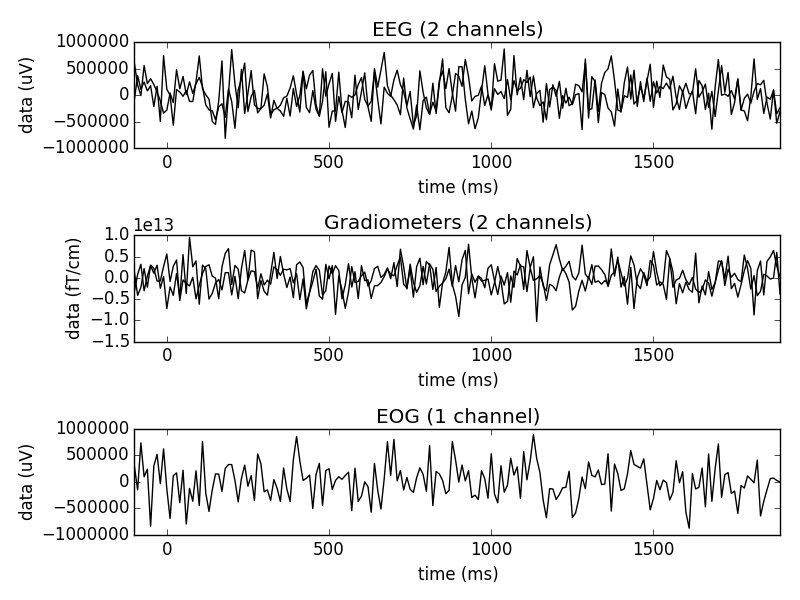 EEG (2 channels)
data (uV)
1000000
500000
0
−500000
−1000000
0 500 1000 1500
time (ms)
Gradiometers (2 channels)
1e13
data (fT/cm)
1.0
0.5
0.0
−0.5
−1.0
−1.5
0 500 1000 1500
time (ms)
EOG (1 channel)
data (uV)
1000000
500000
0
−500000
−1000000
0 500 1000 1500
time (ms)